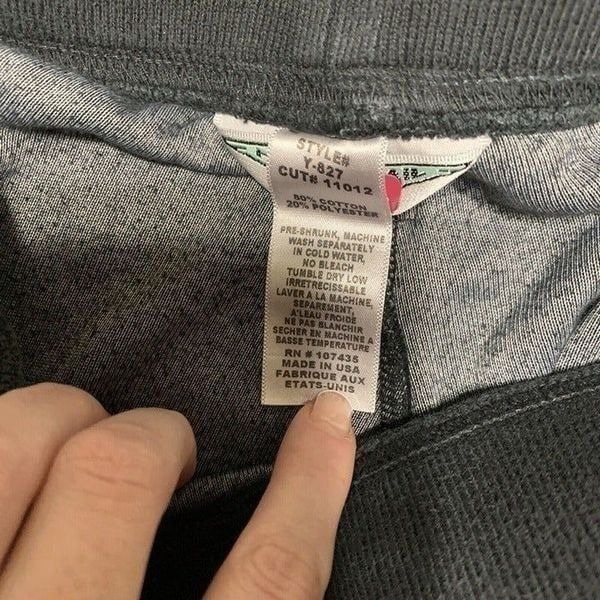 STYLE#
Y-827
CUT# 11012
80% COTTON
20% POLYESTER
PRE-SHRUNK, MACHINE
WASH SEPARATELY
IN COLD WATER,
NO BLEACH
TUMBLE DRY LOW
IRRETRECISSABLE
LAVER A LA MACHINE,
SEPAREMENT,
A'LEAU FROIDE
NE PAS BLANCHIR
SECHER EN MACHINE A
BASSE TEMPERATURE
RN # 107435
MADE IN USA
FABRIQUE AUX
ETATS-UNIS